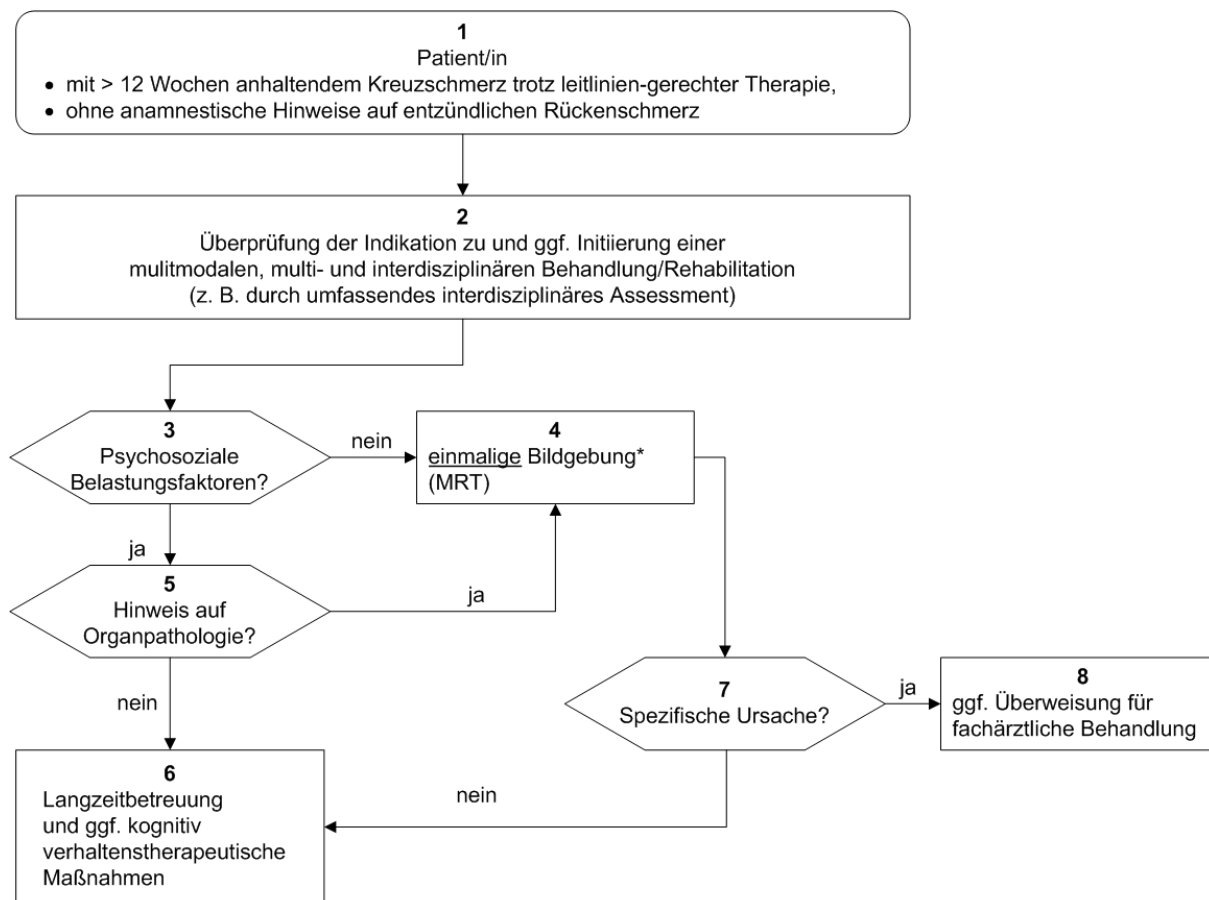 1
Patient/in
• mit > 12 Wochen anhaltendem Kreuzschmerz trotz leitlinien-gerechter Therapie,
• ohne anamnestische Hinweise auf entzündlichen Rückenschmerz
2
Überprüfung der Indikation zu und ggf. Initiierung einer
mulitmodalen, multi- und interdisziplinären Behandlung/Rehabilitation
(z. B. durch umfassendes interdisziplinäres Assessment)
3
Psychosoziale
Belastungsfaktoren?
nein
4
einmalige Bildgebung*
(MRT)
ja
5
Hinweis auf
Organpathologie?
ja
nein
7
Spezifische Ursache?
ja
8
ggf. Überweisung für
fachärztliche Behandlung
nein
6
Langzeitbetreuung
und ggf. kognitiv
verhaltenstherapeutische
Maßnahmen